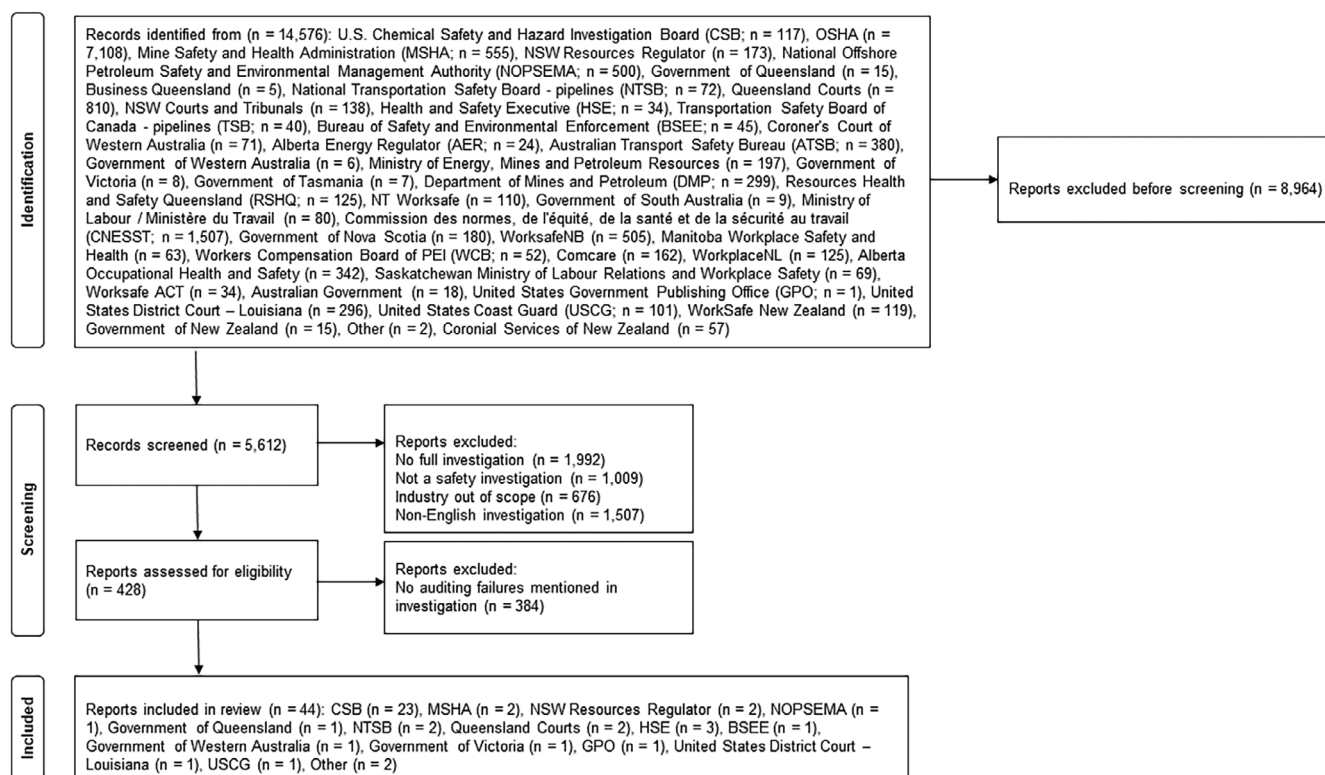 Identification
Records identified from (n = 14,576): U.S. Chemical Safety and Hazard Investigation Board (CSB; n = 117), OSHA (n =
7,108), Mine Safety and Health Administration (MSHA; n = 555), NSW Resources Regulator (n = 173), National Offshore
Petroleum Safety and Environmental Management Authority (NOPSEMA; n = 500), Government of Queensland (n = 15),
Business Queensland (n = 5), National Transportation Safety Board - pipelines (NTSB; n = 72), Queensland Courts (n =
810), NSW Courts and Tribunals (n = 138), Health and Safety Executive (HSE; n = 34), Transportation Safety Board of
Canada - pipelines (TSB; n = 40), Bureau of Safety and Environmental Enforcement (BSEE; n = 45), Coroner's Court of
Western Australia (n = 71), Alberta Energy Regulator (AER; n = 24), Australian Transport Safety Bureau (ATSB; n = 380),
Government of Western Australia (n = 6), Ministry of Energy, Mines and Petroleum Resources (n = 197), Government of
Victoria (n = 8), Government of Tasmania (n = 7), Department of Mines and Petroleum (DMP; n = 299), Resources Health
and Safety Queensland (RSHQ; n = 125), NT Worksafe (n = 110), Government of South Australia (n = 9), Ministry of
Labour / Ministère du Travail (n = 80), Commission des normes, de l'équité, de la santé et de la sécurité au travail
(CNESST; n = 1,507), Government of Nova Scotia (n = 180), WorksafeNB (n = 505), Manitoba Workplace Safety and
Health (n = 63), Workers Compensation Board of PEI (WCB; n = 52), Comcare (n = 162), WorkplaceNL (n = 125), Alberta
Occupational Health and Safety (n = 342), Saskatchewan Ministry of Labour Relations and Workplace Safety (n = 69),
Worksafe ACT (n = 34), Australian Government (n = 18), United States Government Publishing Office (GPO; n = 1), United
States District Court – Louisiana (n = 296), United States Coast Guard (USCG; n = 101), WorkSafe New Zealand (n = 119),
Government of New Zealand (n = 15), Other (n = 2), Coronial Services of New Zealand (n = 57)
Reports excluded before screening (n = 8,964)
Screening
Records screened (n = 5,612)
Reports excluded:
No full investigation (n = 1,992)
Not a safety investigation (n = 1,009)
Industry out of scope (n = 676)
Non-English investigation (n = 1,507)
Reports assessed for eligibility
(n = 428)
Reports excluded:
No auditing failures mentioned in
investigation (n = 384)
Included
Reports included in review (n = 44): CSB (n = 23), MSHA (n = 2), NSW Resources Regulator (n = 2), NOPSEMA (n =
1), Government of Queensland (n = 1), NTSB (n = 2), Queensland Courts (n = 2), HSE (n = 3), BSEE (n = 1),
Government of Western Australia (n = 1), Government of Victoria (n = 1), GPO (n = 1), United States District Court –
Louisiana (n = 1), USCG (n = 1), Other (n = 2)